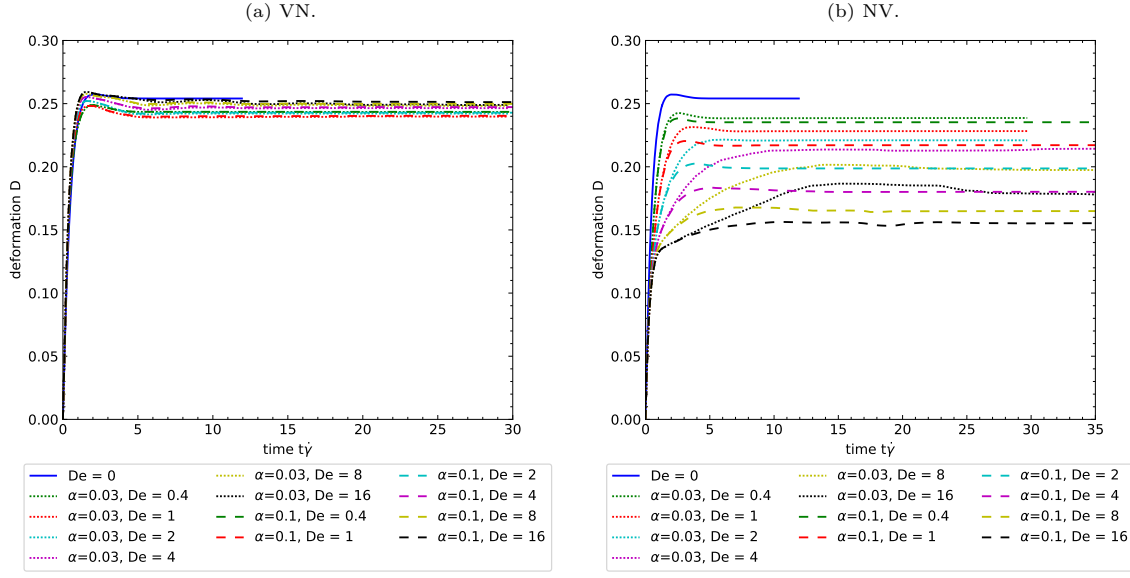 (a) VN.
0.30
0.25
0.20
0.15
0.10
0.05
0.00
deformation D
0 5 10 15 20 25 30
time tγ̇
De = 0
α=0.03, De = 0.4
α=0.03, De = 1
α=0.03, De = 2
α=0.03, De = 4
α=0.03, De = 8
α=0.03, De = 16
α=0.1, De = 0.4
α=0.1, De = 1
α=0.1, De = 2
α=0.1, De = 4
α=0.1, De = 8
α=0.1, De = 16
(b) NV.
0.30
0.25
0.20
0.15
0.10
0.05
0.00
deformation D
0 5 10 15 20 25 30 35
time tγ̇
De = 0
α=0.03, De = 0.4
α=0.03, De = 1
α=0.03, De = 2
α=0.03, De = 4
α=0.03, De = 8
α=0.03, De = 16
α=0.1, De = 0.4
α=0.1, De = 1
α=0.1, De = 2
α=0.1, De = 4
α=0.1, De = 8
α=0.1, De = 16